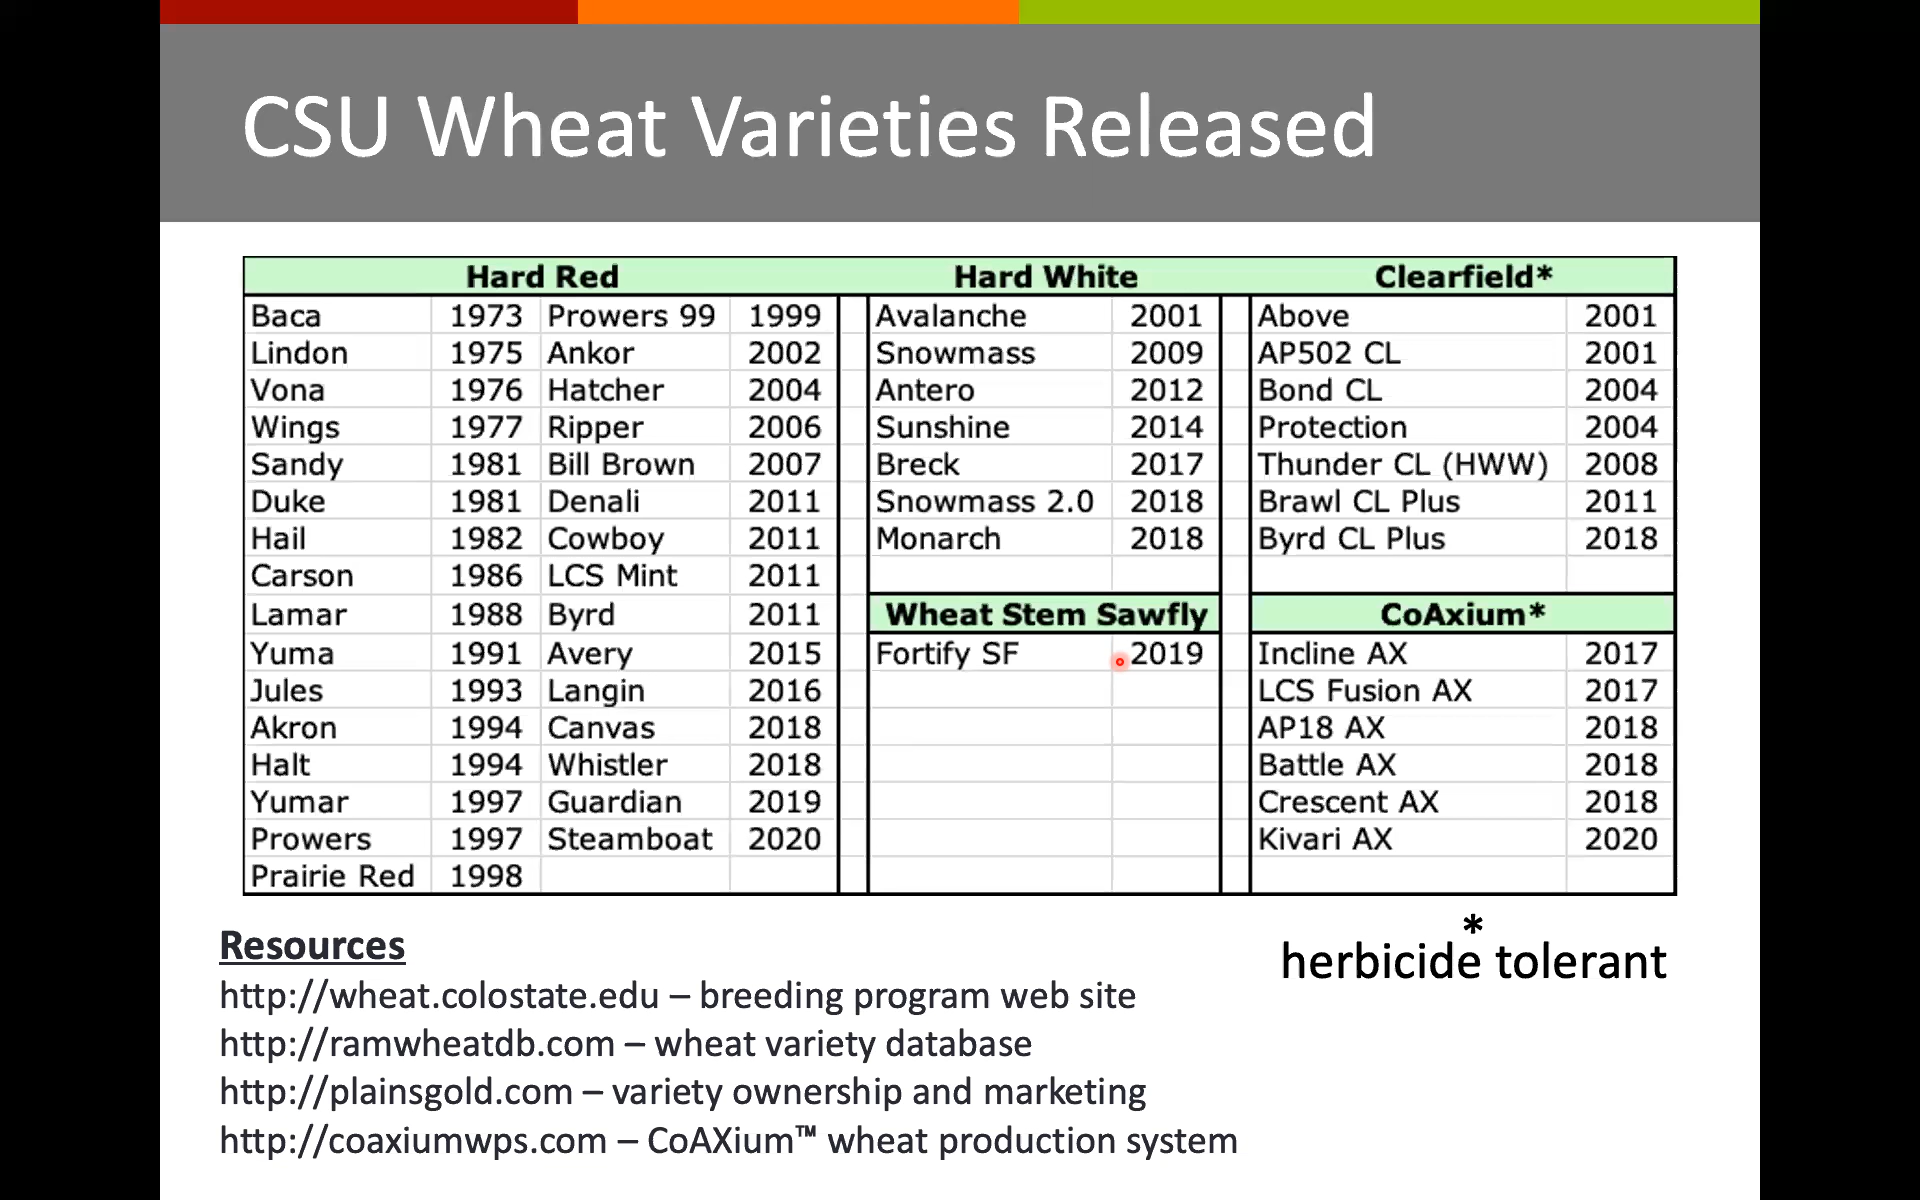 CSU Wheat Varieties Released
Hard Red Hard White Clearfield*
Baca 1973 Prowers 99 1999 Avalanche 2001 Above 2001
Lindon 1975 Ankor 2002 Snowmass 2009 AP502 CL 2001
Vona 1976 Hatcher 2004 Antero 2012 Bond CL 2004
Wings 1977 Ripper 2006 Sunshine 2014 Protection 2004
Sandy 1981 Bill Brown 2007 Breck 2017 Thunder CL (HWW) 2008
Duke 1981 Denali 2011 Snowmass 2.0 2018 Brawl CL Plus 2011
Hail 1982 Cowboy 2011 Monarch 2018 Byrd CL Plus 2018
Carson 1986 LCS Mint 2011
Lamar 1988 Byrd 2011 Wheat Stem Sawfly CoAxium*
Yuma 1991 Avery 2015 Fortify SF 2019 Incline AX 2017
Jules 1993 Langin 2016 LCS Fusion AX 2017
Akron 1994 Canvas 2018 AP18 AX 2018
Halt 1994 Whistler 2018 Battle AX 2018
Yumar 1997 Guardian 2019 Crescent AX 2018
Prowers 1997 Steamboat 2020 Kivari AX 2020
Prairie Red 1998
*
herbicide tolerant
Resources
http://wheat.colostate.edu – breeding program web site
http://ramwheatdb.com – wheat variety database
http://plainsgold.com – variety ownership and marketing
http://coaxiumwps.com – CoAXium™ wheat production system